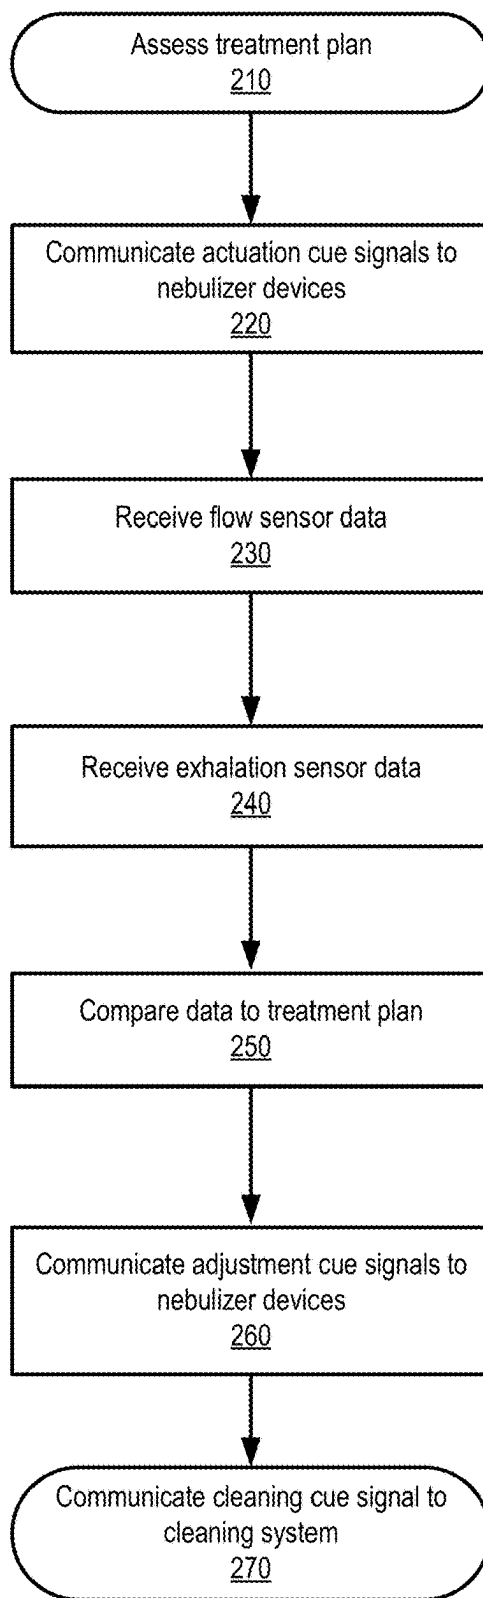 Assess treatment plan
210
Communicate actuation cue signals to
nebulizer devices
220
Receive flow sensor data
230
Receive exhalation sensor data
240
Compare data to treatment plan
250
Communicate adjustment cue signals to
nebulizer devices
260
Communicate cleaning cue signal to
cleaning system
270